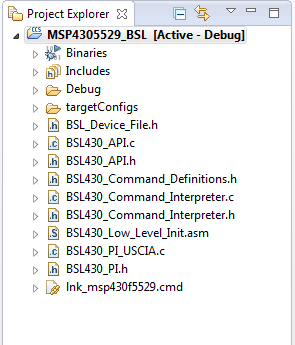 Project Explorer
CCS
MSP4305529_BSL [Active - Debug]
Binaries
Includes
Debug
targetConfigs
BSL_Device_File.h
BSL430_API.c
BSL430_API.h
BSL430_Command_Definitions.h
BSL430_Command_Interpreter.c
BSL430_Command_Interpreter.h
BSL430_Low_Level_Init.asm
BSL430_PI_USCIA.c
BSL430_PI.h
lnk_msp430f5529.cmd